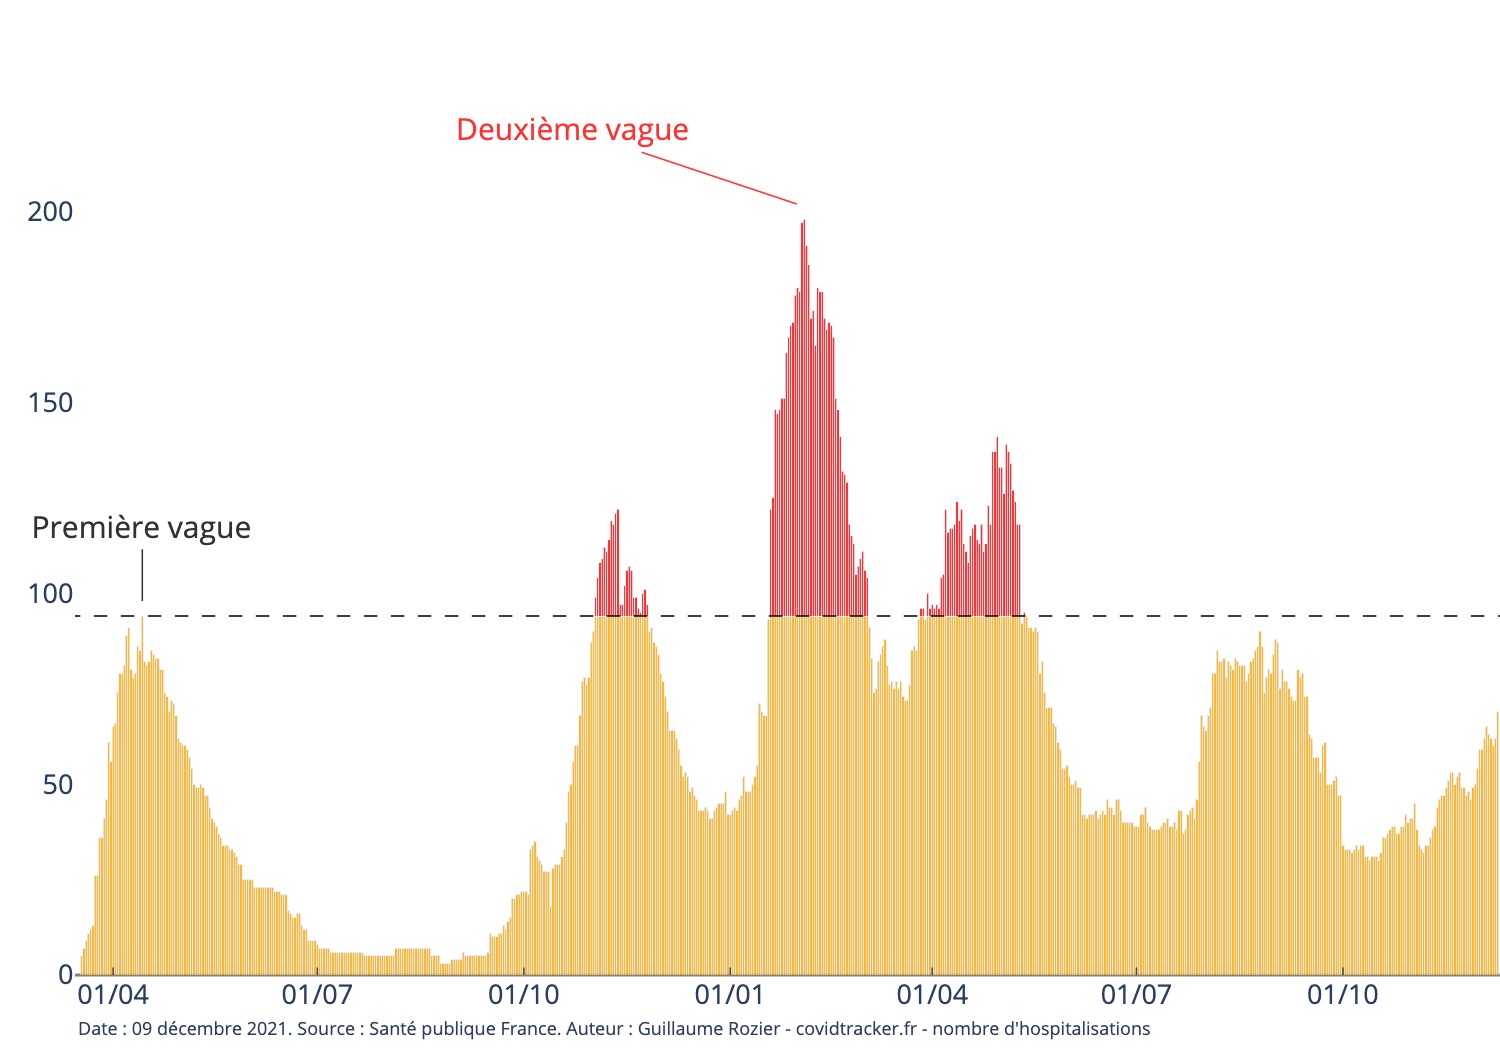 Deuxième vague
200
150
Première vague
100
50
0
01/04 01/07 01/10 01/01 01/04 01/07 01/10
Date : 09 décembre 2021. Source : Santé publique France. Auteur : Guillaume Rozier - covidtracker.fr - nombre d'hospitalisations